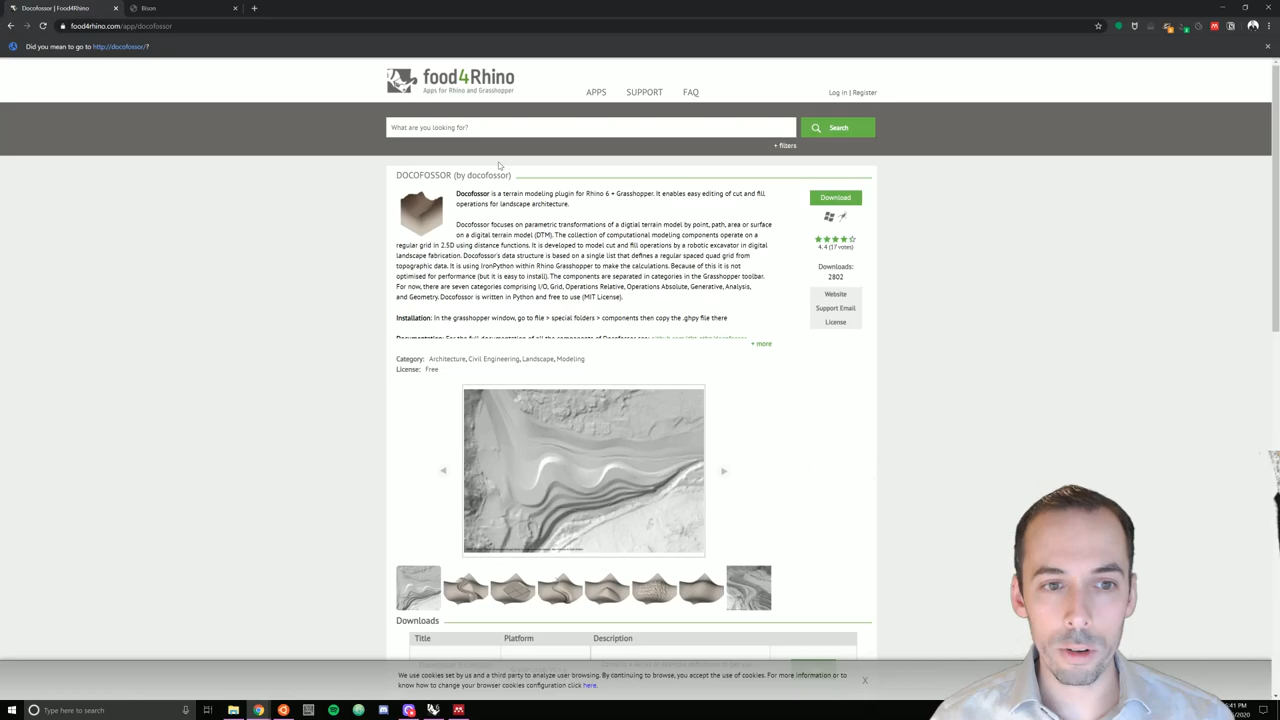 Docofossor | Food4Rhino
Bison
food4rhino.com/app/docofossor
Did you mean to go to http://docofossor/?
food4Rhino
Apps for Rhino and Grasshopper
APPS SUPPORT FAQ
Log in | Register
What are you looking for?
Search
+ filters
DOCOFOSSOR (by docofossor)
Docofossor is a terrain modeling plugin for Rhino 6 + Grasshopper. It enables easy editing of cut and fill
operations for landscape architecture.
Docofossor focuses on parametric transformations of a digtial terrain model by point, path, area or surface
on a digital terrain model (DTM). The collection of computational modeling components operate on a
regular grid in 2.5D using distance functions. It is developed to model cut and fill operations by a robotic excavator in digital
landscape formation. Docofossor's data structure is based on a single list that defines a regular spaced quad grid from
topographic data. It is using IronPython within Rhino Grasshopper to make the calculations. Because of this it is not
optimised for performance (but it is easy to install). The components are separated in categories in the Grasshopper toolbar.
For now, there are seven categories comprising I/O, Grid, Operations Relative, Operations Absolute, Generative, Analysis,
and Geometry. Docofossor is written in Python and free to use (MIT License).
Installation: In the grasshopper window, go to file > special folders > components then copy the .ghpy file there
+ more
Category: Architecture, Civil Engineering, Landscape, Modeling
License: Free
Download
4.4 (17 votes)
Downloads:
2802
Website
Support Email
License
Downloads
Title Platform Description
We use cookies set by us and a third party to analyze user browsing. By continuing to browse, you accept the use of cookies. For more information or to
know how to change your browser cookies configuration click here.
X
Type here to search